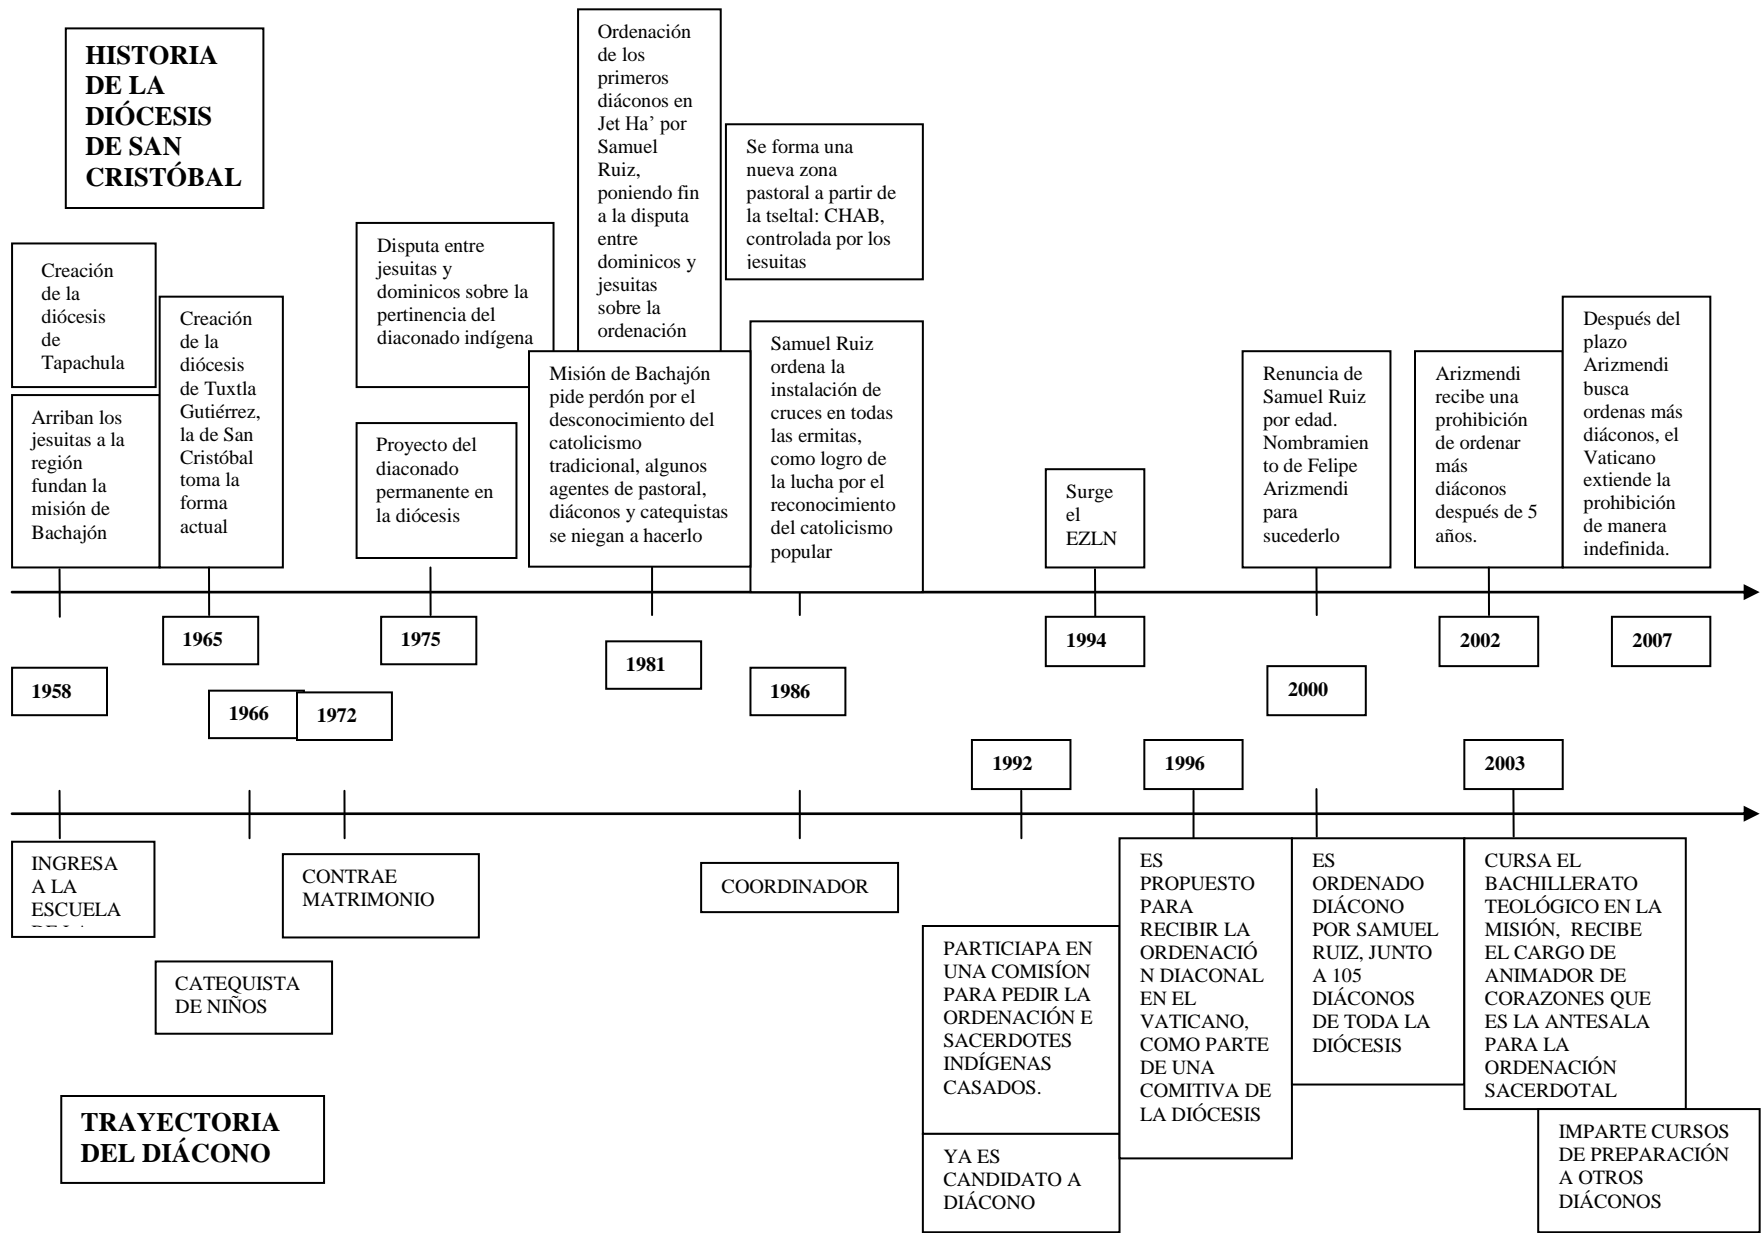 HISTORIA
DE LA
DIÓCESIS
DE SAN
CRISTÓBAL
Creación
de la
diócesis
de
Tapachula
Arriban los
jesuitas a la
región
fundan la
misión de
Bachajón
Creación
de la
diócesis
de Tuxtla
Gutiérrez,
la de San
Cristóbal
toma la
forma
actual
Disputa entre
jesuitas y
dominicos sobre la
pertinencia del
diaconado indígena
Proyecto del
diaconado
permanente en
la diócesis
Ordenación
de los
primeros
diáconos en
Jet Ha’ por
Samuel
Ruiz,
poniendo fin
a la disputa
entre
dominicos y
jesuitas
sobre la
ordenación
Misión de Bachajón
pide perdón por el
desconocimiento del
catolicismo
tradicional, algunos
agentes de pastoral,
diáconos y catequistas
se niegan a hacerlo
Se forma una
nueva zona
pastoral a partir de
la tseltal: CHAB,
controlada por los
jesuitas
Samuel Ruiz
ordena la
instalación de
cruces en todas
las ermitas,
como logro de
la lucha por el
reconocimiento
del catolicismo
popular
Surge
el
EZLN
Renuncia de
Samuel Ruiz
por edad.
Nombramien
to de Felipe
Arizmendi
para
sucederlo
Arizmendi
recibe una
prohibición
de ordenar
más
diáconos
después de 5
años.
Después del
plazo
Arizmendi
busca
ordenas más
diáconos, el
Vaticano
extiende la
prohibición
de manera
indefinida.
1958
1965
1966
1972
1975
1981
1986
1992
1994
1996
2000
2002
2003
2007
INGRESA
A LA
ESCUELA
DE LA
CATEQUISTA
DE NIÑOS
CONTRAE
MATRIMONIO
COORDINADOR
PARTICIAPA EN
UNA COMISÍON
PARA PEDIR LA
ORDENACIÓN E
SACERDOTES
INDÍGENAS
CASADOS.
YA ES
CANDIDATO A
DIÁCONO
ES
PROPUESTO
PARA
RECIBIR LA
ORDENACIÓ
N DIACONAL
EN EL
VATICANO,
COMO PARTE
DE UNA
COMITIVA DE
LA DIÓCESIS
ES
ORDENADO
DIÁCONO
POR SAMUEL
RUIZ, JUNTO
A 105
DIÁCONOS
DE TODA LA
DIÓCESIS
CURSA EL
BACHILLERATO
TEOLÓGICO EN LA
MISIÓN, RECIBE
EL CARGO DE
ANIMADOR DE
CORAZONES QUE
ES LA ANTESALA
PARA LA
ORDENACIÓN
SACERDOTAL
IMPARTE CURSOS
DE PREPARACIÓN
A OTROS
DIÁCONOS
TRAYECTORIA
DEL DIÁCONO